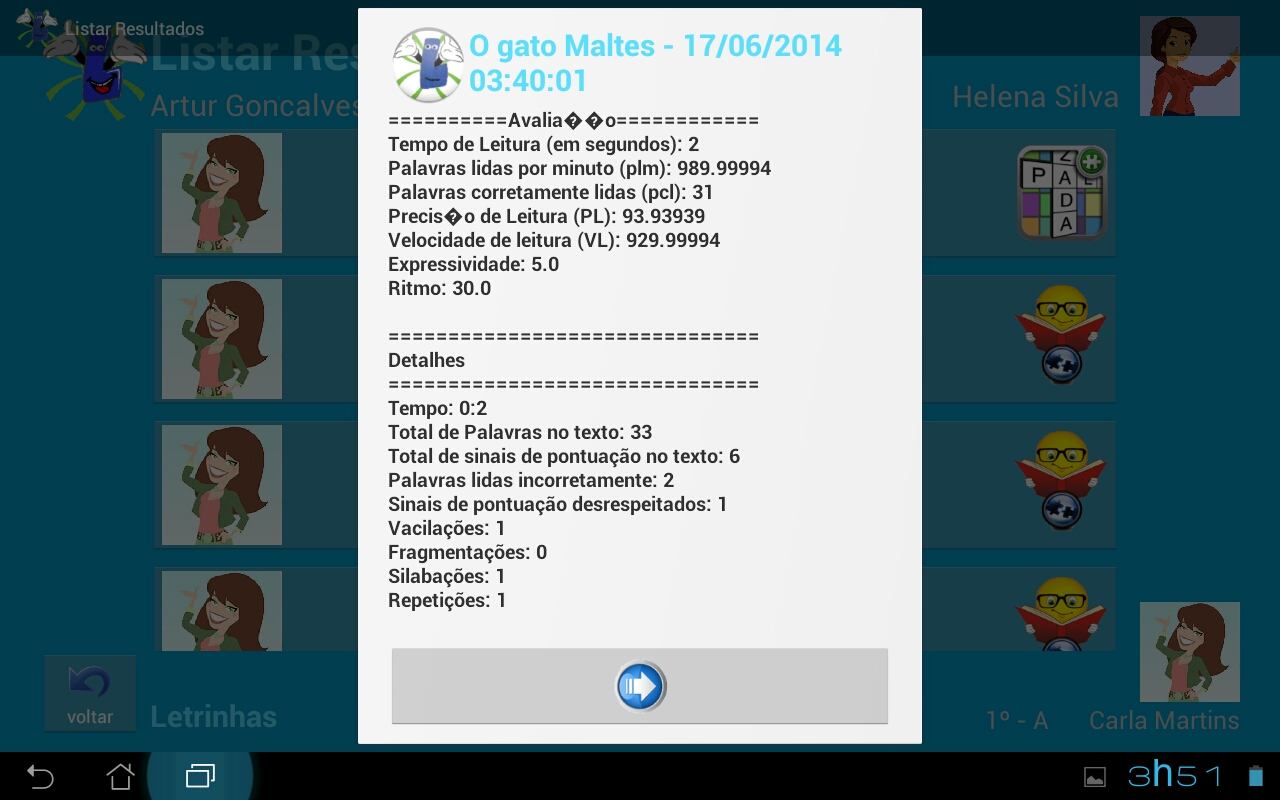 Listar Resultados
Listar Res
Artur Goncalves
Helena Silva
O gato Maltes - 17/06/2014
03:40:01
==========Avalia��o============
Tempo de Leitura (em segundos): 2
Palavras lidas por minuto (plm): 989.99994
Palavras corretamente lidas (pcl): 31
Precis�o de Leitura (PL): 93.93939
Velocidade de leitura (VL): 929.99994
Expressividade: 5.0
Ritmo: 30.0
===============================
Detalhes
===============================
Tempo: 0:2
Total de Palavras no texto: 33
Total de sinais de pontuação no texto: 6
Palavras lidas incorretamente: 2
Sinais de pontuação desrespeitados: 1
Vacilações: 1
Fragmentações: 0
Silabações: 1
Repetições: 1
voltar
Letrinhas
1º - A
Carla Martins
3h51